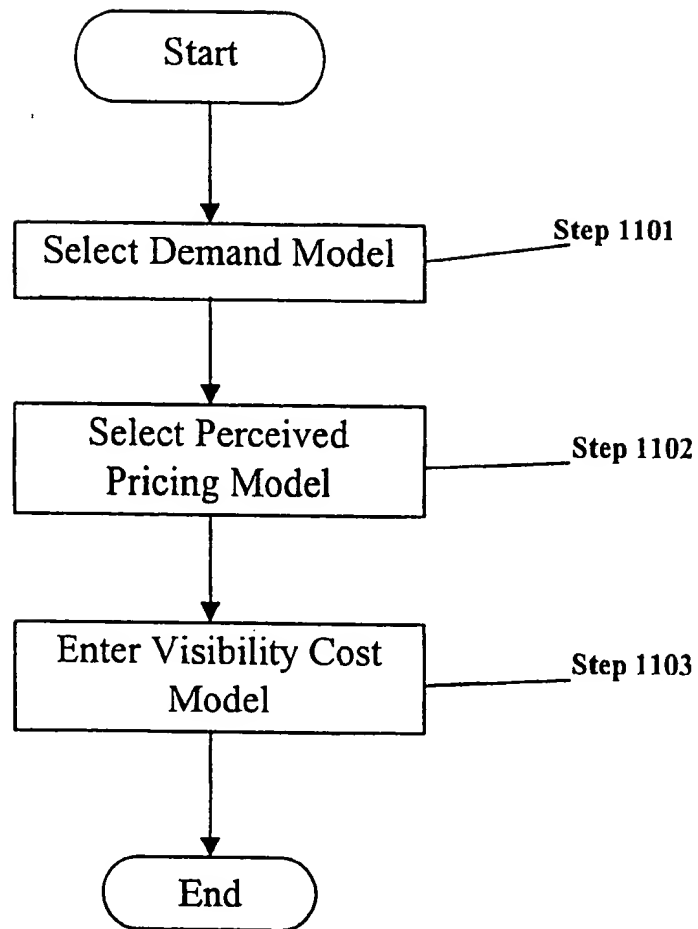 Start
Select Demand Model
Step 1101
Select Perceived
Pricing Model
Step 1102
Enter Visibility Cost
Model
Step 1103
End